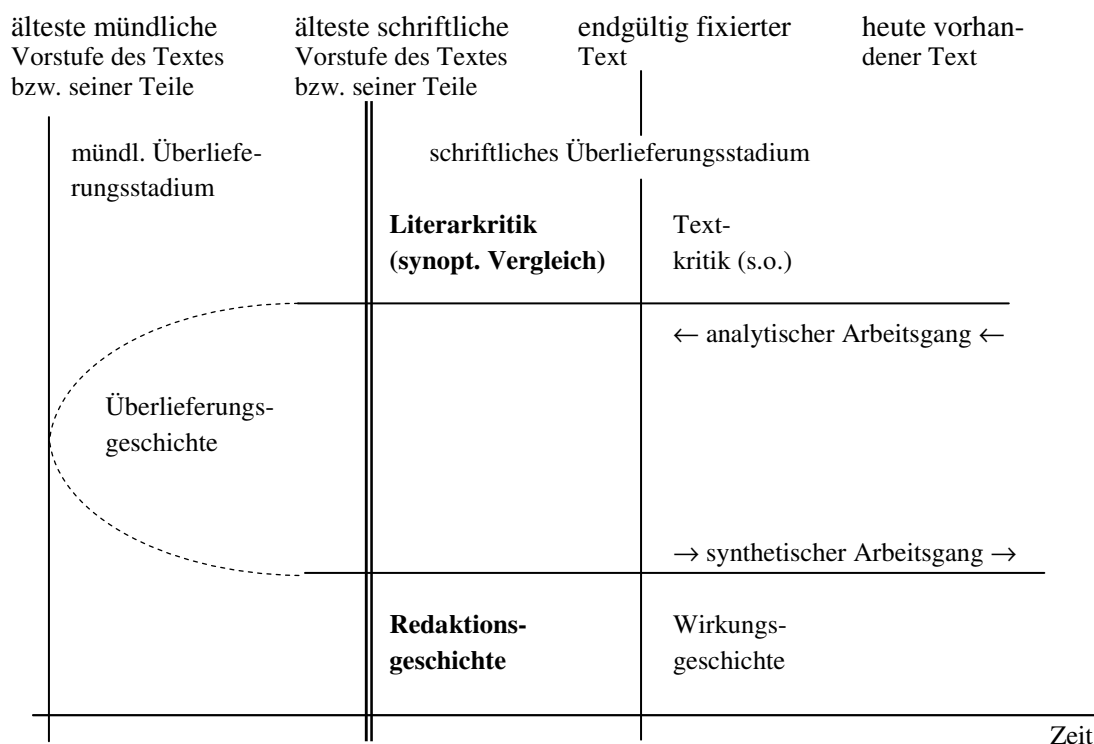 älteste mündliche
Vorstufe des Textes
bzw. seiner Teile
älteste schriftliche
Vorstufe des Textes
bzw. seiner Teile
endgültig fixierter
Text
heute vorhan-
dener Text
mündl. Überliefe-
rungsstadium
schriftliches Überlieferungsstadium
Literarkritik
(synopt. Vergleich)
Text-
kritik (s.o.)
← analytischer Arbeitsgang ←
Überlieferungs-
geschichte
→ synthetischer Arbeitsgang →
Redaktions-
geschichte
Wirkungs-
geschichte
Zeit